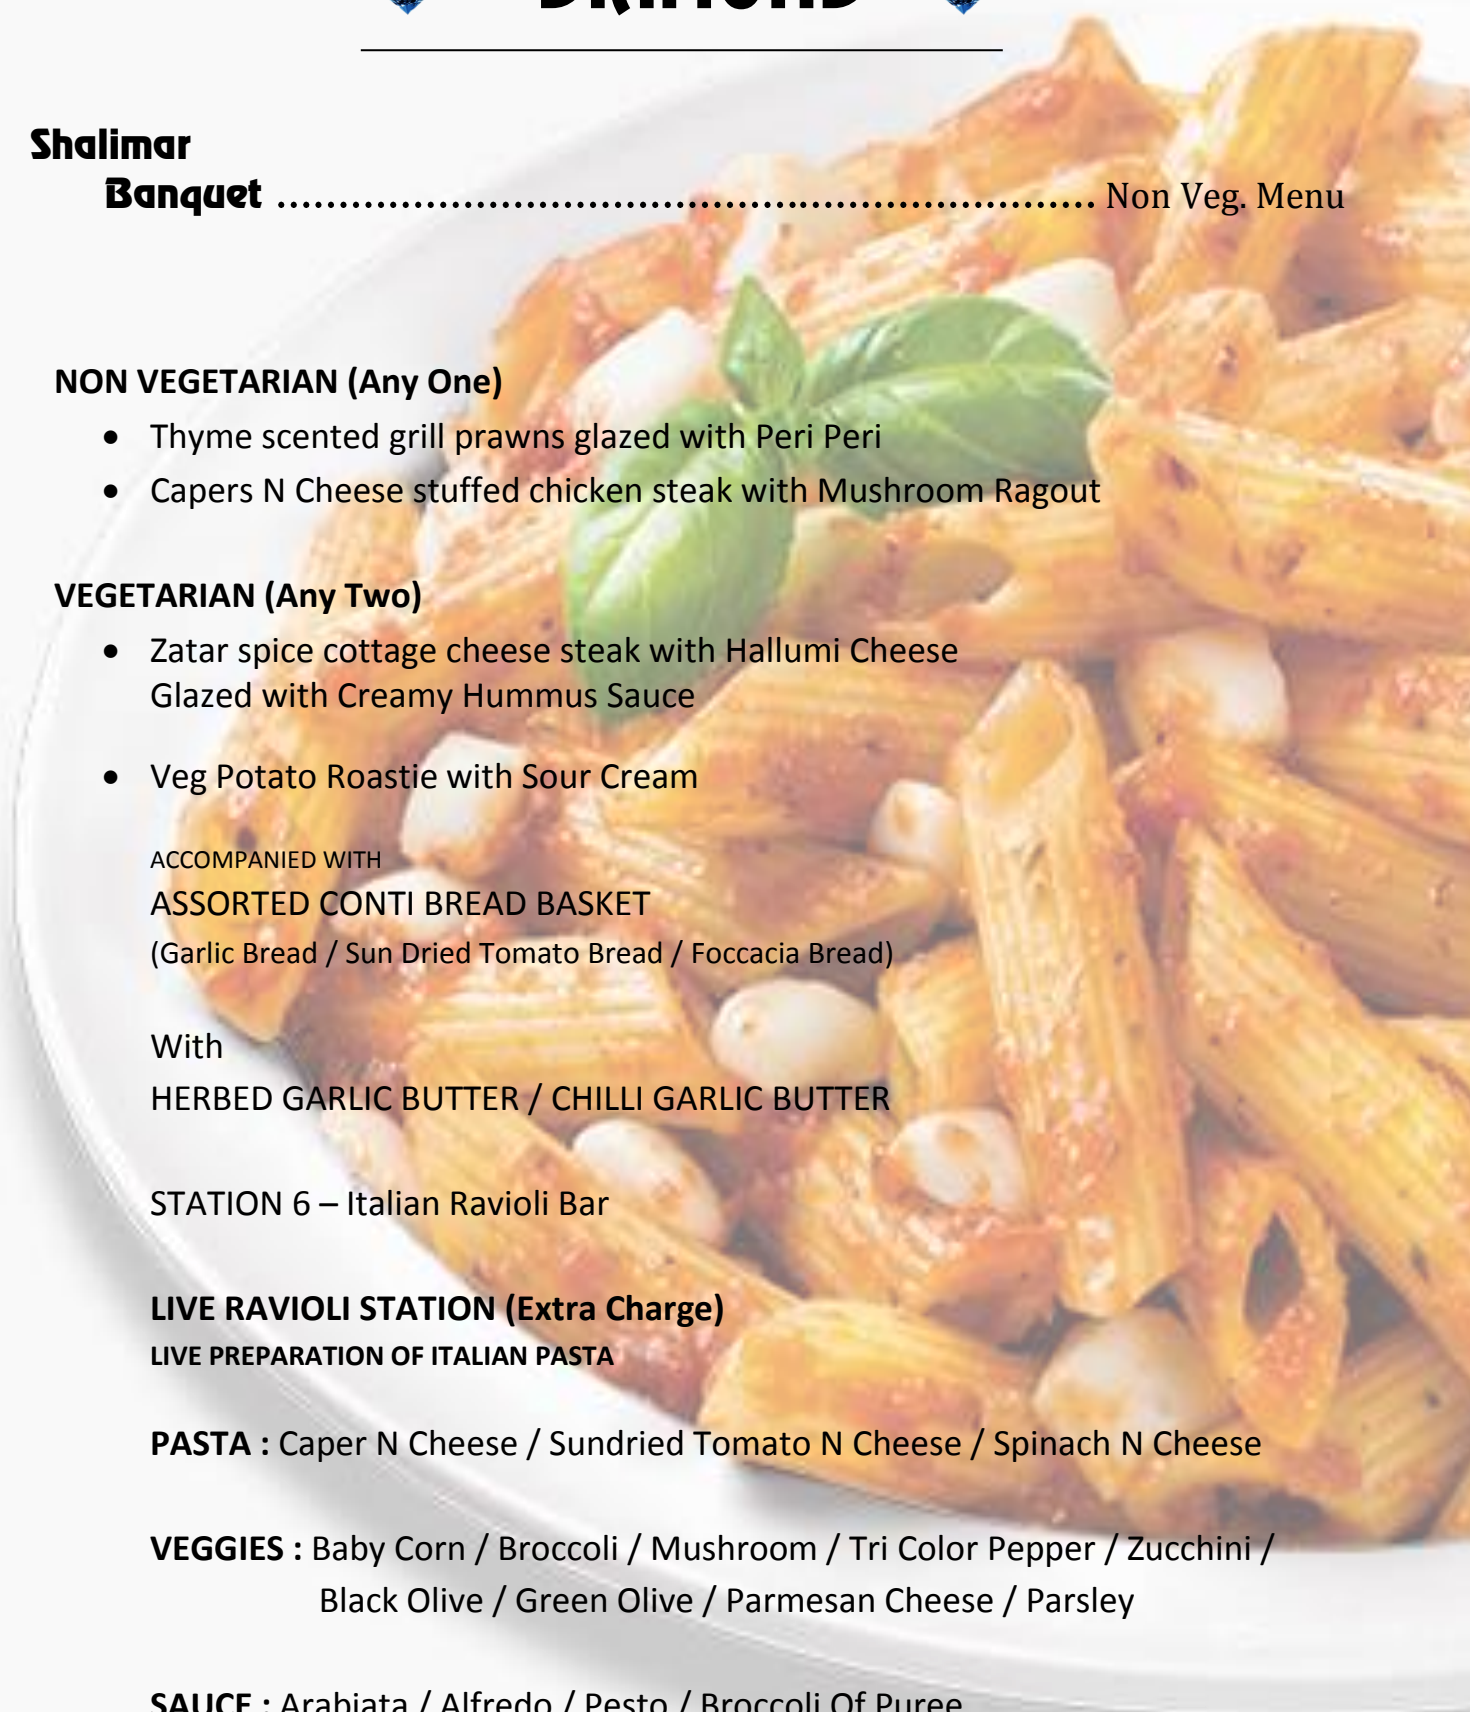 Shalimar
Banquet ................................................................... Non Veg. Menu
NON VEGETARIAN (Any One)
• Thyme scented grill prawns glazed with Peri Peri
• Capers N Cheese stuffed chicken steak with Mushroom Ragout
VEGETARIAN (Any Two)
• Zatar spice cottage cheese steak with Hallumi Cheese
Glazed with Creamy Hummus Sauce
• Veg Potato Roastie with Sour Cream
ACCOMPANIED WITH
ASSORTED CONTI BREAD BASKET
(Garlic Bread / Sun Dried Tomato Bread / Foccacia Bread)
With
HERBED GARLIC BUTTER / CHILLI GARLIC BUTTER
STATION 6 – Italian Ravioli Bar
LIVE RAVIOLI STATION (Extra Charge)
LIVE PREPARATION OF ITALIAN PASTA
PASTA : Caper N Cheese / Sundried Tomato N Cheese / Spinach N Cheese
VEGGIES : Baby Corn / Broccoli / Mushroom / Tri Color Pepper / Zucchini /
Black Olive / Green Olive / Parmesan Cheese / Parsley
SAUCE : Arabiata / Alfredo / Pesto / Broccoli Of Puree